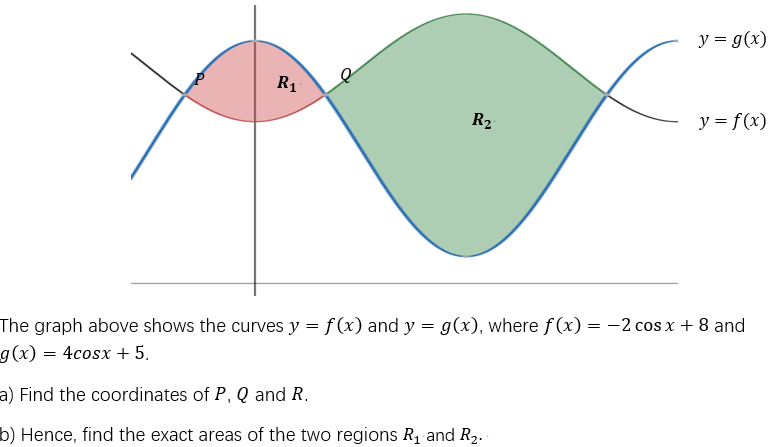 y = g(x)
P
Q
R₁
R₂
y = f(x)
The graph above shows the curves y = f(x) and y = g(x), where f(x) = −2 cos x + 8 and
g(x) = 4cosx + 5.
a) Find the coordinates of P, Q and R.
b) Hence, find the exact areas of the two regions R₁ and R₂.